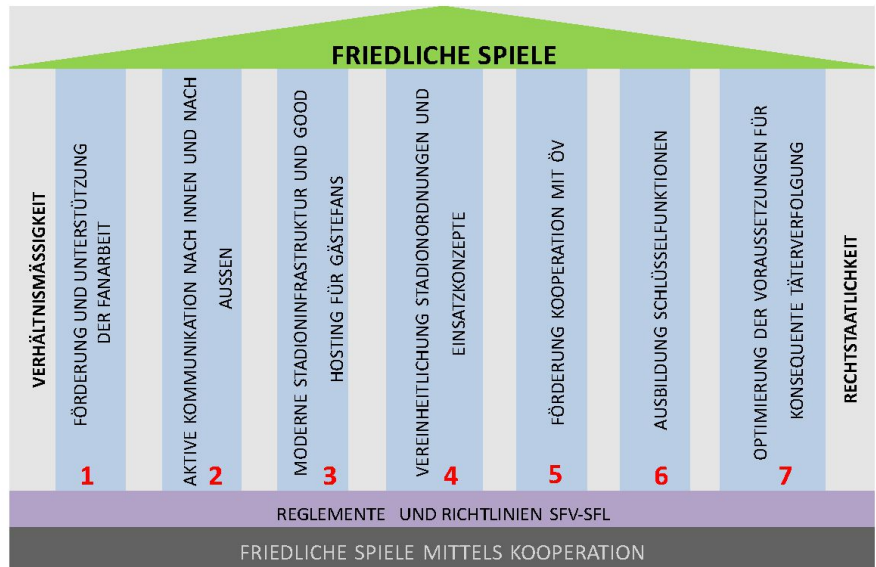 FRIEDLICHE SPIELE
VERHÄLTNISMÄSSIGKEIT
FÖRDERUNG UND UNTERSTÜTZUNG
DER FANARBEIT
1
AKTIVE KOMMUNIKATION NACH INNEN UND NACH
AUSSEN
2
MODERNE STADIONINFRASTRUKTUR UND GOOD
HOSTING FÜR GÄSTEFANS
3
VEREINHEITLICHUNG STADIONORDNUNGEN UND
EINSATZKONZEPTE
4
FÖRDERUNG KOOPERATION MIT ÖV
5
AUSBILDUNG SCHLÜSSELFUNKTIONEN
6
OPTIMIERUNG DER VORAUSSETZUNGEN FÜR
KONSEQUENTE TÄTERVERFOLGUNG
7
RECHTSTAATLICHKEIT
REGLEMENTE UND RICHTLINIEN SFV-SFL
FRIEDLICHE SPIELE MITTELS KOOPERATION